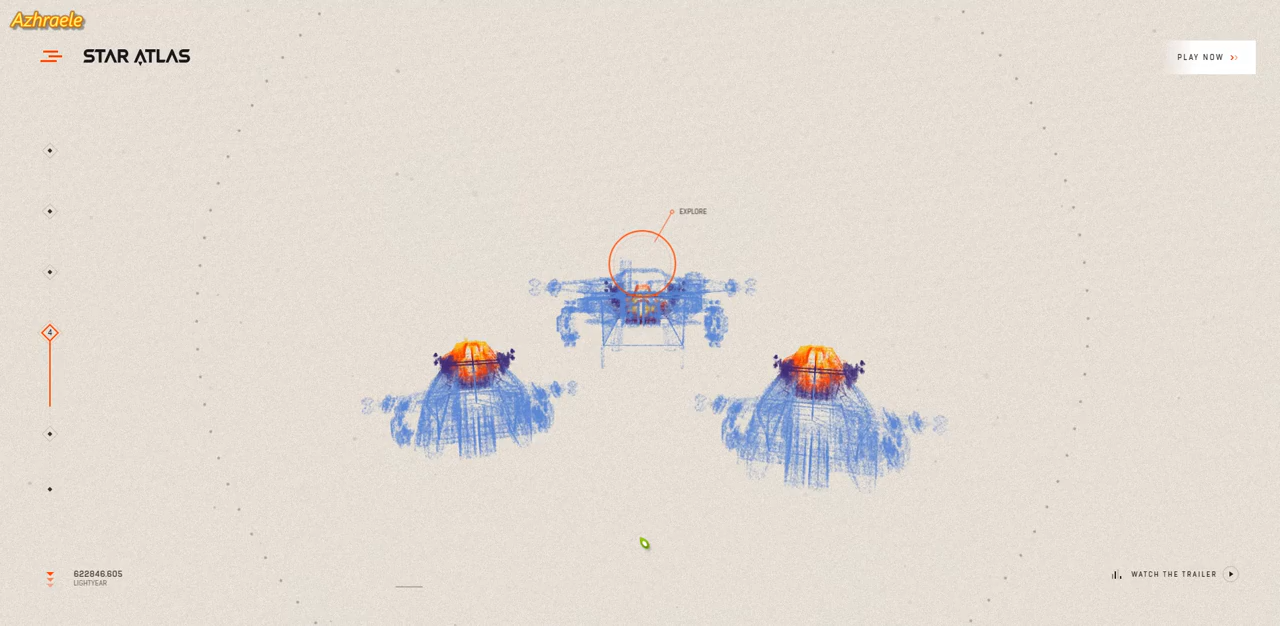 Azhraele
STAR ATLAS
PLAY NOW
EXPLORE
4
622846.605
LIGHTYEAR
WATCH THE TRAILER